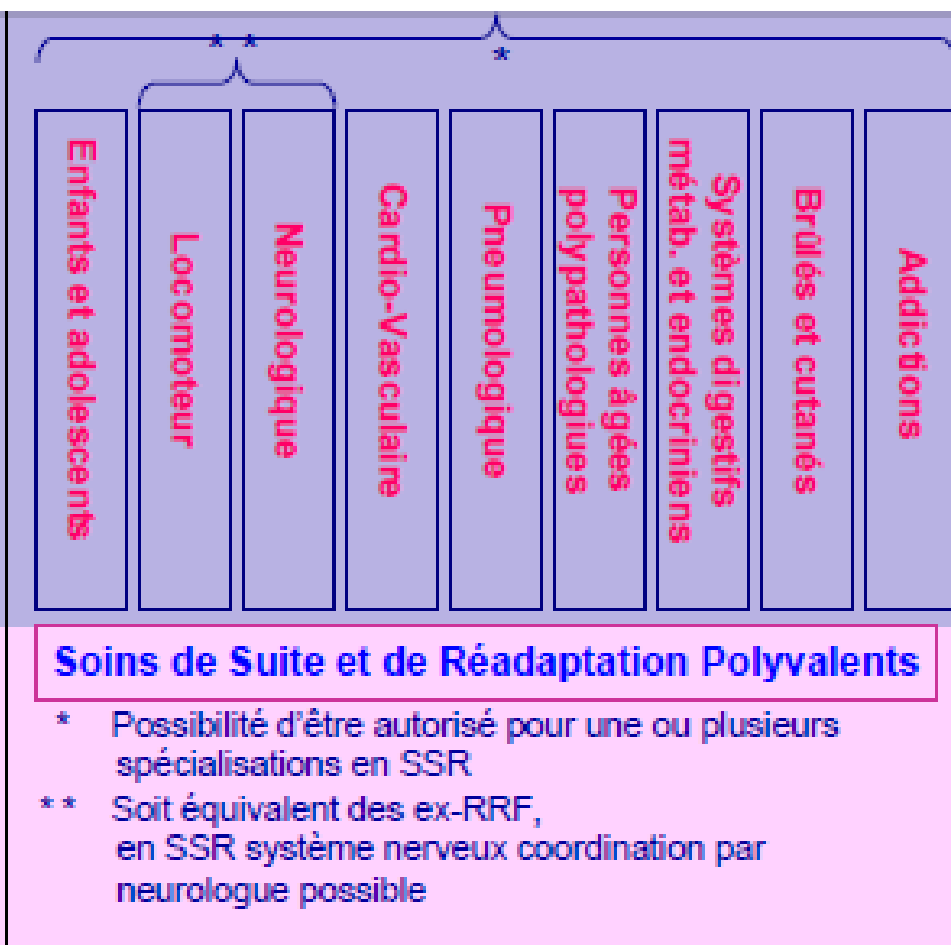 * *
*
Enfants et adolescents
Locomoteur
Neurologique
Cardio-Vasculaire
Pneumologique
Personnes âgées
polypathologiues
Systèmes digestifs
métab. et endocriniens
Brûlés et cutanés
Addictions
Soins de Suite et de Réadaptation Polyvalents
* Possibilité d'être autorisé pour une ou plusieurs
spécialisations en SSR
* * Soit équivalent des ex-RRF,
en SSR système nerveux coordination par
neurologue possible